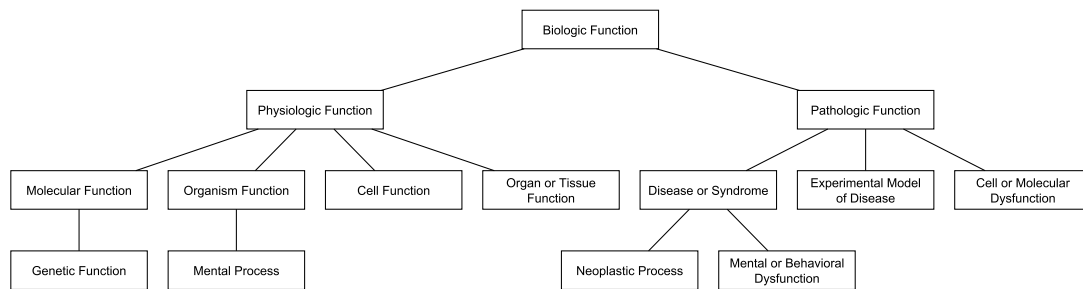 Biologic Function
Physiologic Function
Pathologic Function
Molecular Function
Organism Function
Cell Function
Organ or Tissue
Function
Disease or Syndrome
Experimental Model
of Disease
Cell or Molecular
Dysfunction
Genetic Function
Mental Process
Neoplastic Process
Mental or Behavioral
Dysfunction